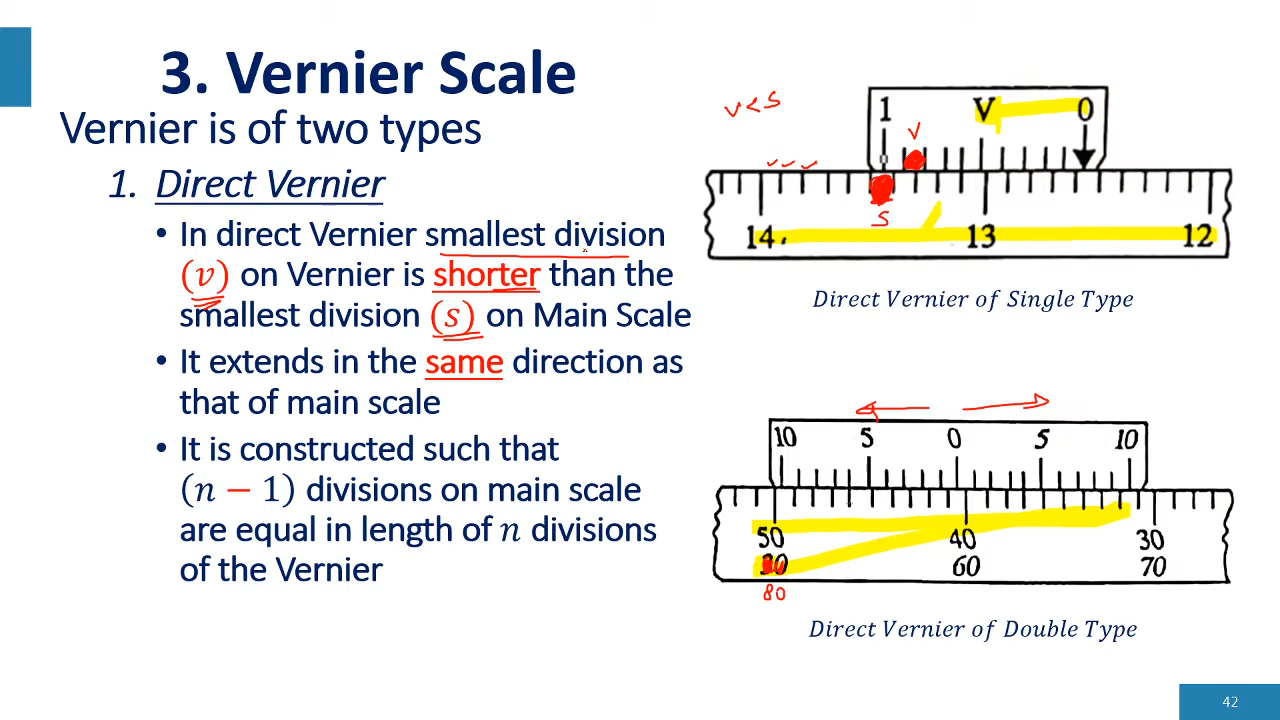 3. Vernier Scale
Vernier is of two types
1. Direct Vernier
• In direct Vernier smallest division
(v) on Vernier is shorter than the
smallest division (s) on Main Scale
• It extends in the same direction as
that of main scale
• It is constructed such that
(n − 1) divisions on main scale
are equal in length of n divisions
of the Vernier
v < s
1 V 0
V
S
14 13 12
Direct Vernier of Single Type
10 5 0 5 10
50 40 30
60 70
80
Direct Vernier of Double Type
42